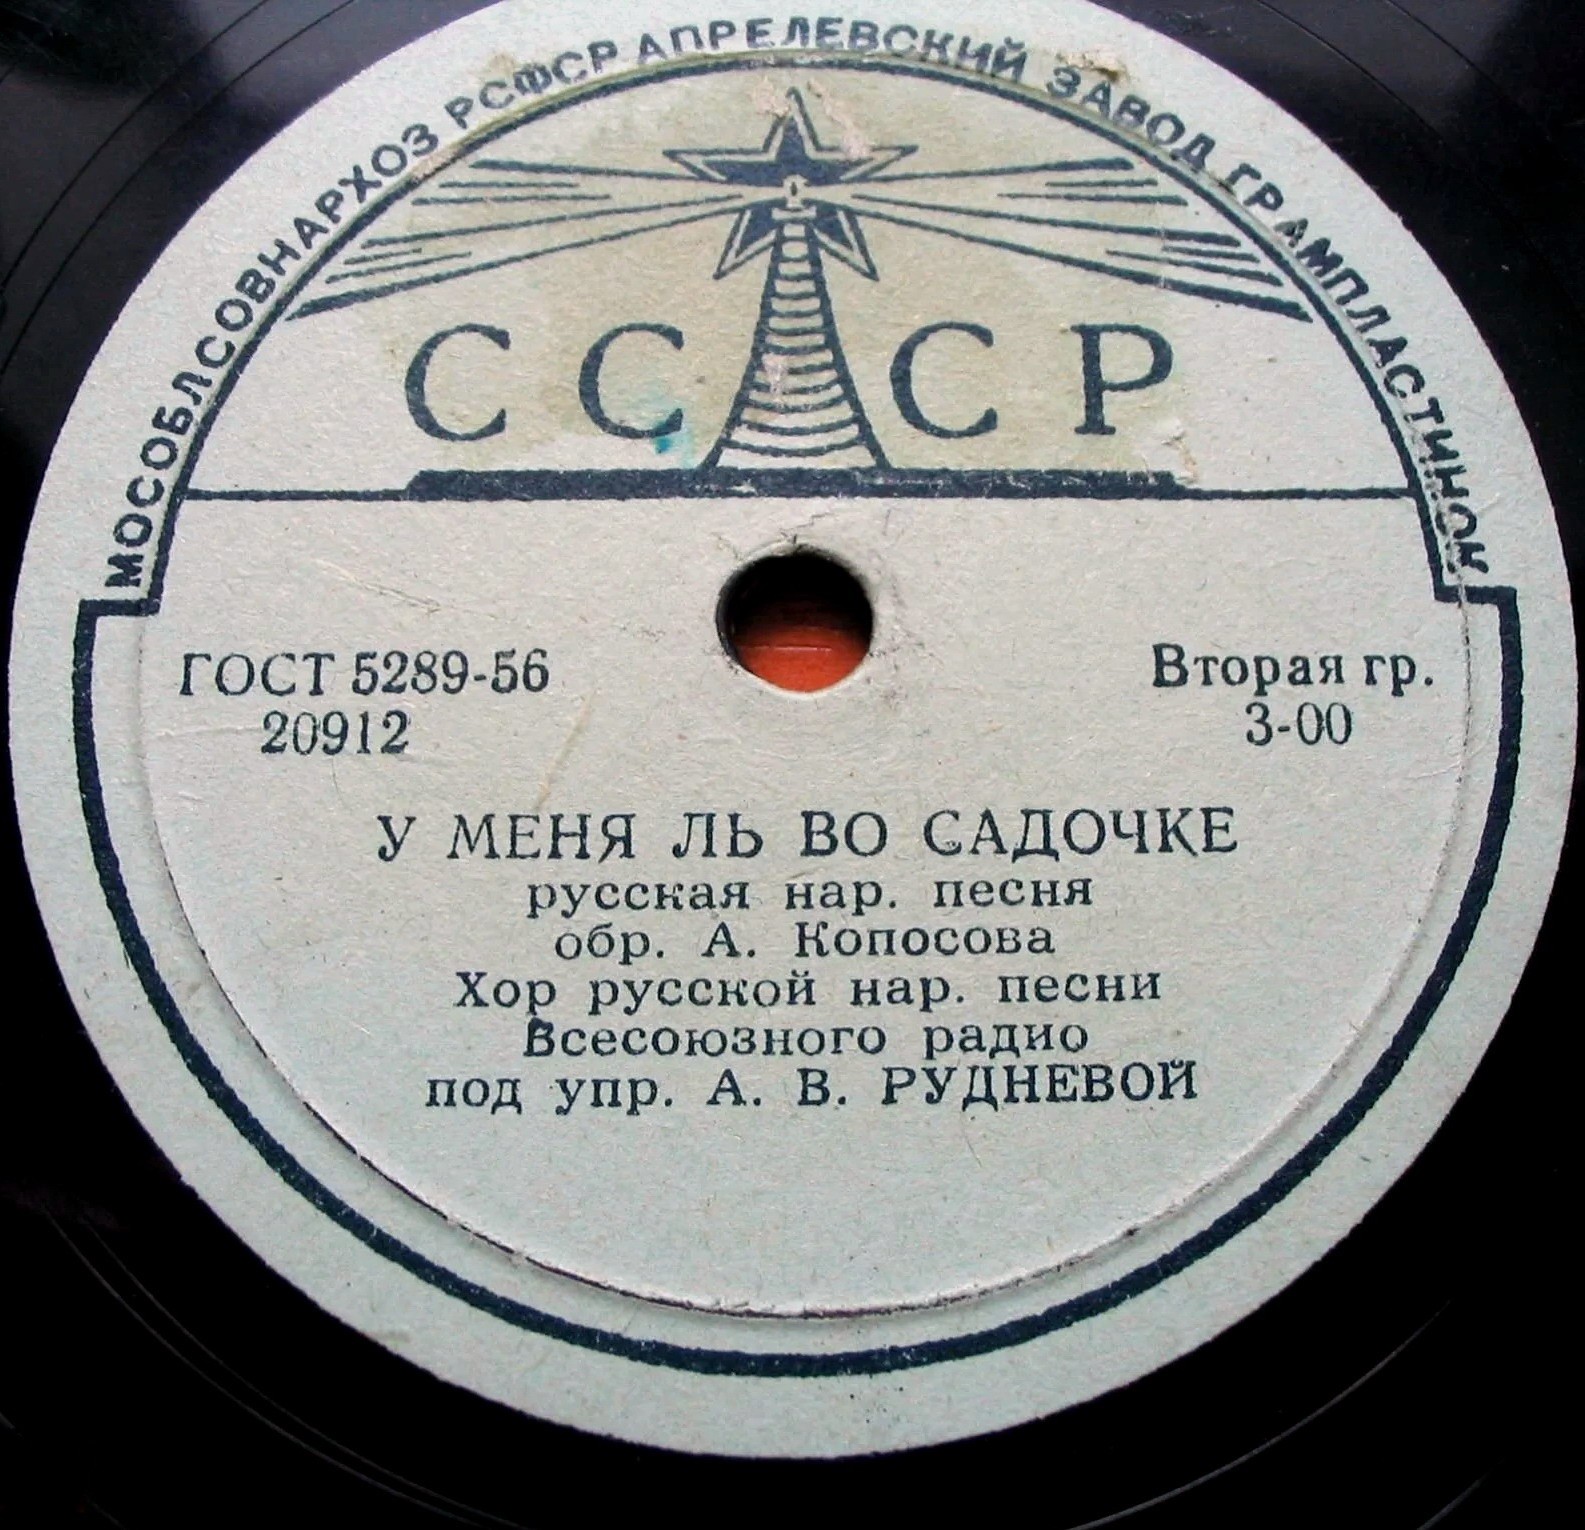 МОСОБЛСОВНАРХОЗ РСФСР АПРЕЛЕВСКИЙ ЗАВОД ГРАМПЛАСТИНОК
СССР
ГОСТ 5289-56
20912
Вторая гр.
3-00
У МЕНЯ ЛЬ ВО САДОЧКЕ
русская нар. песня
обр. А. Копосова
Хор русской нар. песни
Всесоюзного радио
под упр. А. В. РУДНЕВОЙ